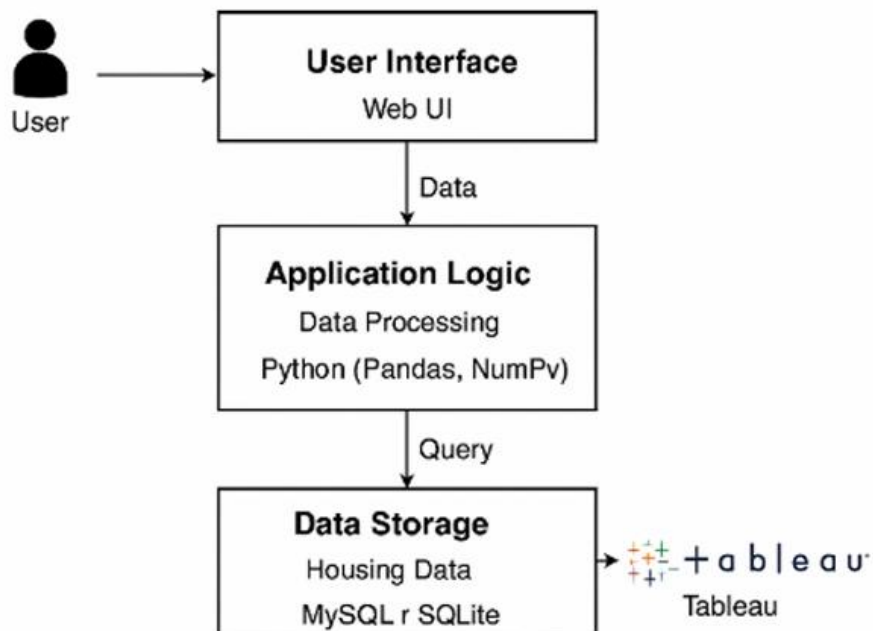 User
User Interface
Web UI
Data
Application Logic
Data Processing
Python (Pandas, NumPv)
Query
Data Storage
Housing Data
MySQL r SQLite
+ableau
Tableau